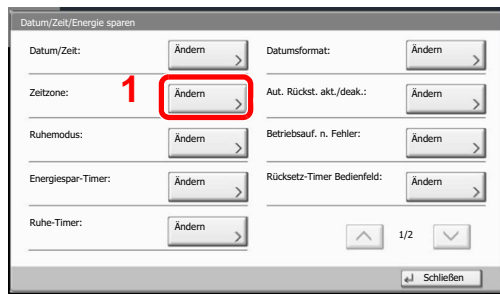 Datum/Zeit/Energie sparen
Datum/Zeit: Ändern Datumsformat: Ändern
Zeitzone: 1 Ändern Aut. Rückst. akt./deak.: Ändern
Ruhemodus: Ändern Betriebsauf. n. Fehler: Ändern
Energiespar-Timer: Ändern Rücksetz-Timer Bedienfeld: Ändern
Ruhe-Timer: Ändern 1/2
Schließen